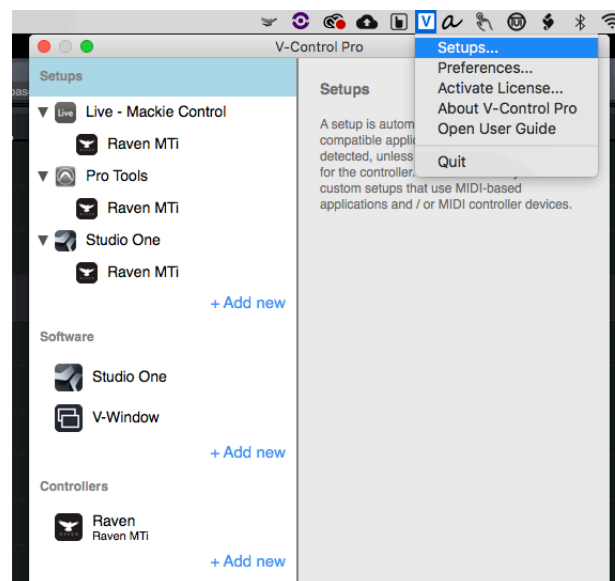 V-Control Pro
Setups...
Preferences...
Activate License...
About V-Control Pro
Open User Guide
Quit
Setups
Live
Live - Mackie Control
Raven MTi
Pro Tools
Raven MTi
Studio One
Raven MTi
+ Add new
Software
Studio One
V-Window
+ Add new
Controllers
Raven
Raven MTi
+ Add new
Setups
A setup is autom
compatible applic
detected, unless
for the controller.
custom setups that use MIDI-based
applications and / or MIDI controller devices.